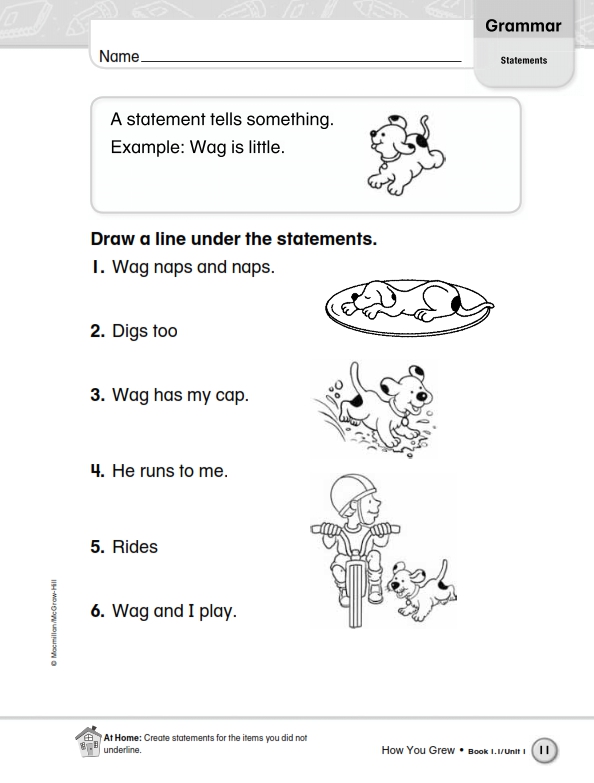 Grammar
Name
Statements
A statement tells something.
Example: Wag is little.
Draw a line under the statements.
1. Wag naps and naps.
2. Digs too
3. Wag has my cap.
4. He runs to me.
5. Rides
6. Wag and I play.
© Macmillan/McGraw-Hill
At Home: Create statements for the items you did not
underline.
How You Grew • Book 1.1/Unit 1
11